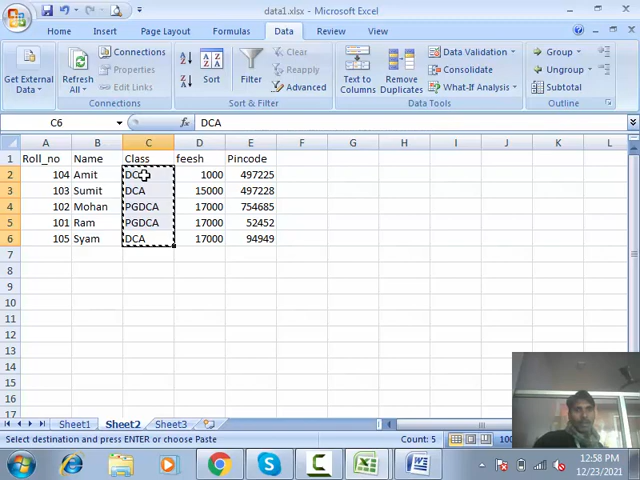 data1.xlsx - Microsoft Excel
Home Insert Page Layout Formulas Data Review View
Get External Data
Refresh All
Connections
Properties
Edit Links
Connections
Sort
Filter
Clear
Reapply
Advanced
Sort & Filter
Text to Columns
Remove Duplicates
Data Validation
Consolidate
What-If Analysis
Data Tools
Group
Ungroup
Subtotal
Outline
C6 fx DCA
A B C D E F G H I J K L
1 Roll_no Name Class feesh Pincode
2 104 Amit DCA 1000 497225
3 103 Sumit DCA 15000 497228
4 102 Mohan PGDCA 17000 754685
5 101 Ram PGDCA 17000 52452
6 105 Syam DCA 17000 94949
7
8
9
10
11
12
13
14
15
16
17
Sheet1 Sheet2 Sheet3
Select destination and press ENTER or choose Paste Count: 5
12:58 PM
12/23/2021